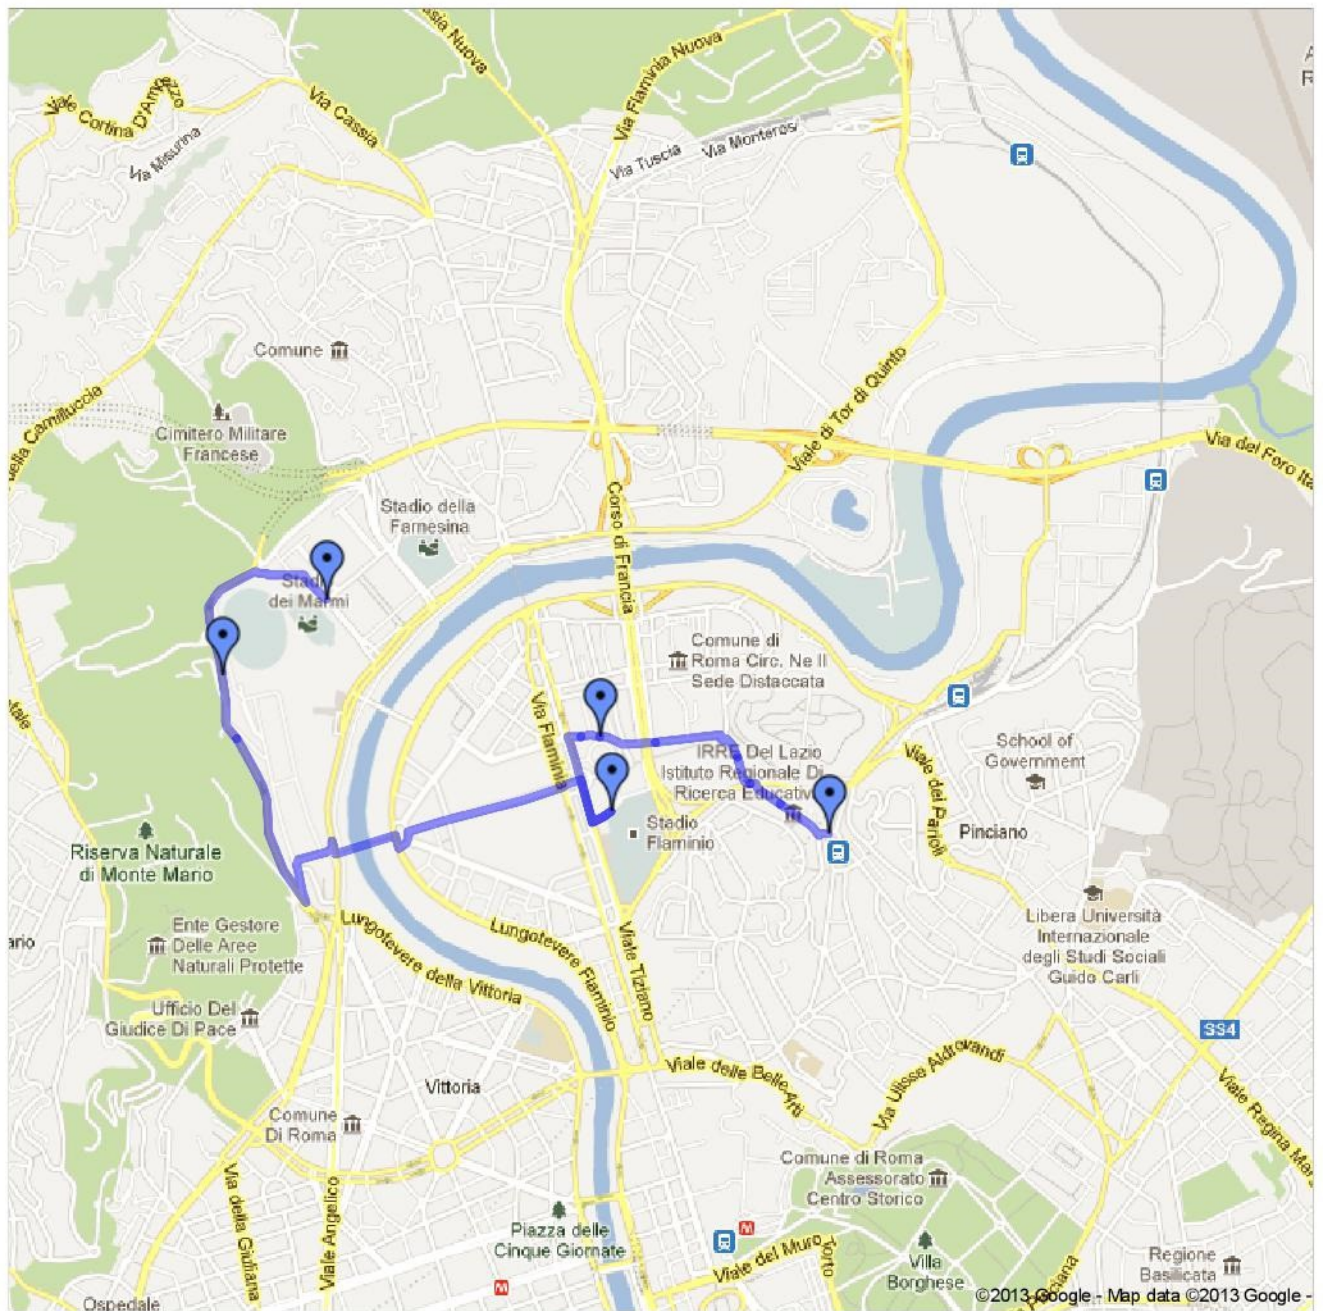 Viale Cortina D'Ampezzo
Via Misurina
Via Cassia
Via Flaminia Nuova
Via Tuscia
Via Monterosi
Comune
Cimitero Militare
Francese
Viale di Tor di Quinto
Via del Foro Ita
Stadio della
Farnesina
Corso di Francia
dei Marmi
Comune di
Roma Circ. Ne II
Sede Distaccata
Via Flaminia
IRRE Del Lazio
Istituto Regionale Di
Ricerca Educativ
Stadio
Flaminio
Viale dei Parioli
School of
Government
Pinciano
Riserva Naturale
di Monte Mario
Ente Gestore
Delle Aree
Naturali Protette
Lungotevere della Vittoria
Lungotevere Flaminio
Viale Tiziano
Libera Università
Internazionale
degli Studi Sociali
Guido Carli
Ufficio Del
Giudice Di Pace
SS4
Vittoria
Viale delle Belle Arti
Via Ulisse Aldrovandi
Viale Regina Mar
Comune
Di Roma
Comune di Roma
Assessorato
Centro Storico
Via della Giuliana
Viale Angelico
Piazza delle
Cinque Giornate
M
M
Viale del Muro Torto
Villa
Borghese
Regione
Basilicata
Ospedale
©2013 Google - Map data ©2013 Google -